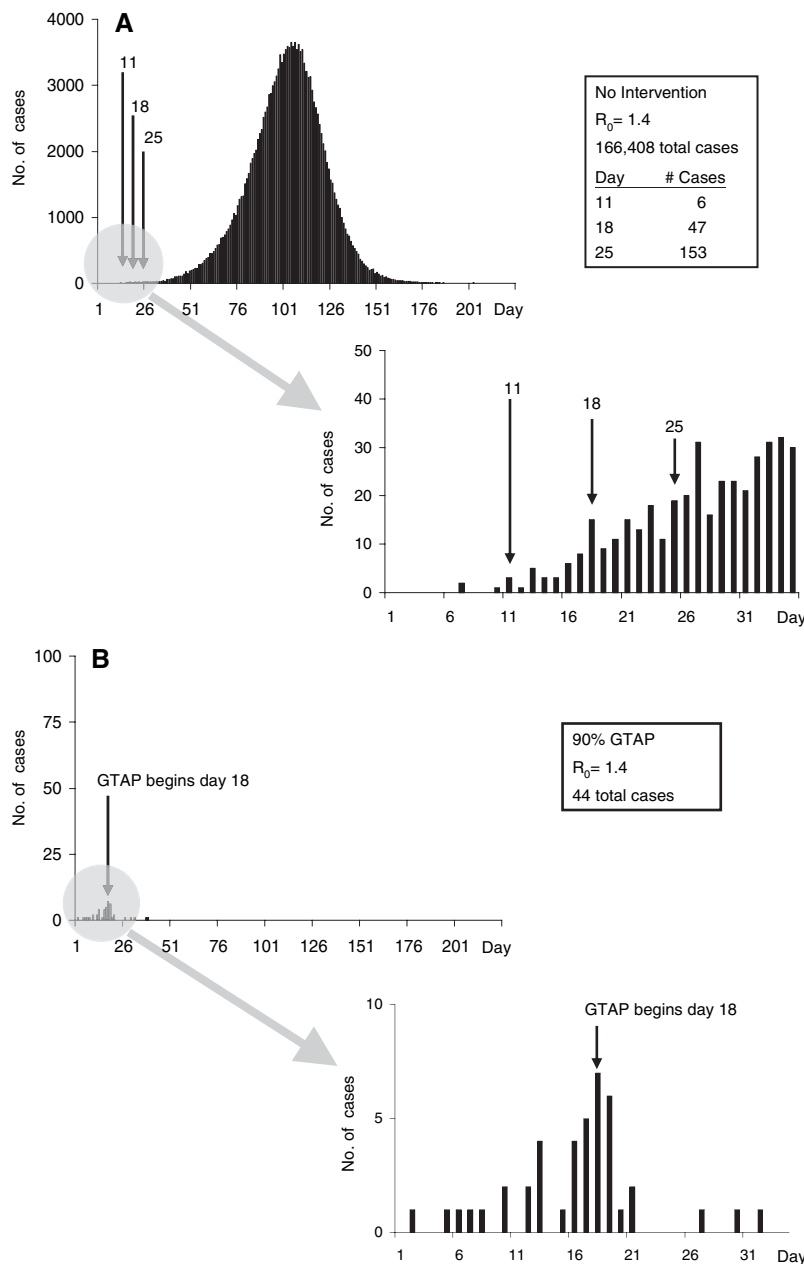 A
4000
3000
2000
1000
0
No. of cases
11
18
25
1 26 51 76 101 126 151 176 201 Day
No Intervention
R0= 1.4
166,408 total cases
Day # Cases
11 6
18 47
25 153
50
40
30
20
10
0
No. of cases
11
18
25
1 6 11 16 21 26 31 Day
B
100
75
50
25
0
No. of cases
GTAP begins day 18
1 26 51 76 101 126 151 176 201 Day
90% GTAP
R0= 1.4
44 total cases
10
5
0
No. of cases
GTAP begins day 18
1 6 11 16 21 26 31 Day